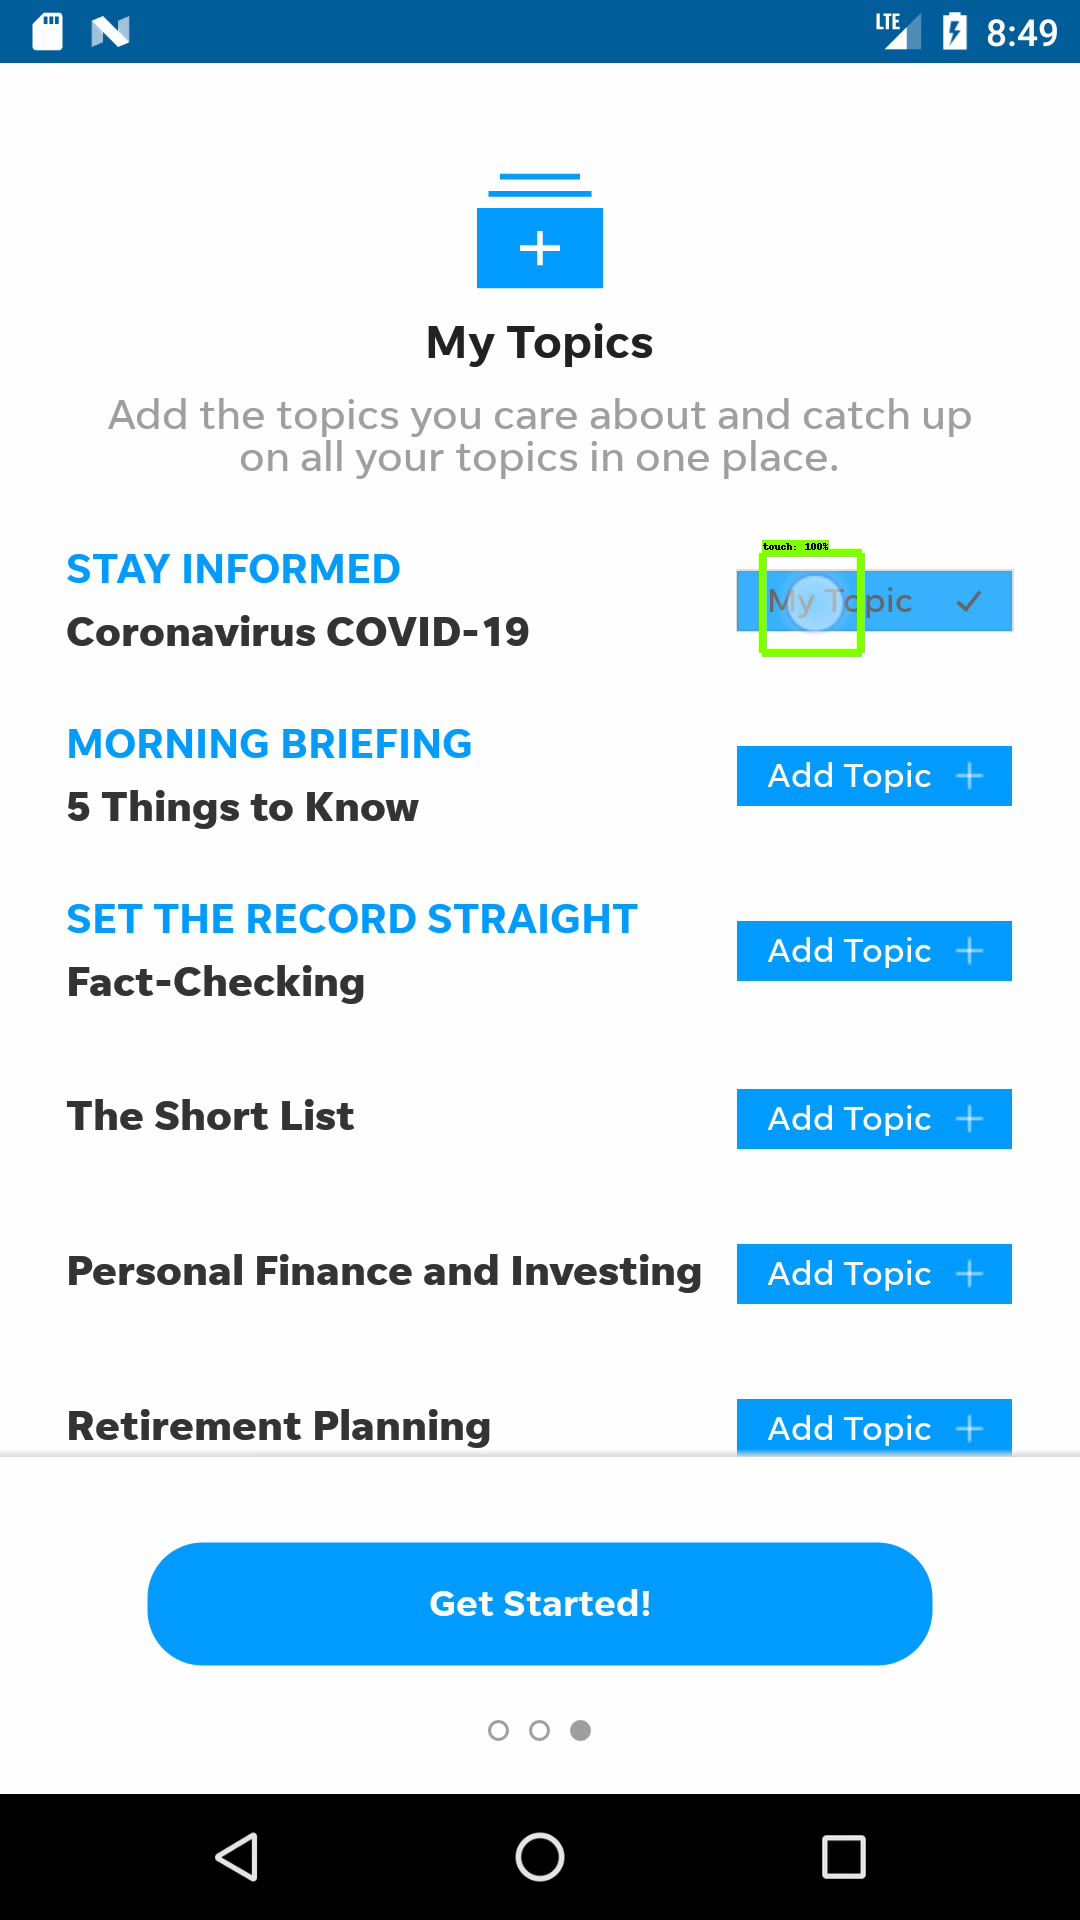 LTE 8:49
My Topics
Add the topics you care about and catch up
on all your topics in one place.
STAY INFORMED
Coronavirus COVID-19
touch: 100%
My Topic
MORNING BRIEFING
5 Things to Know
Add Topic
SET THE RECORD STRAIGHT
Fact-Checking
Add Topic
The Short List
Add Topic
Personal Finance and Investing
Add Topic
Retirement Planning
Add Topic
Get Started!